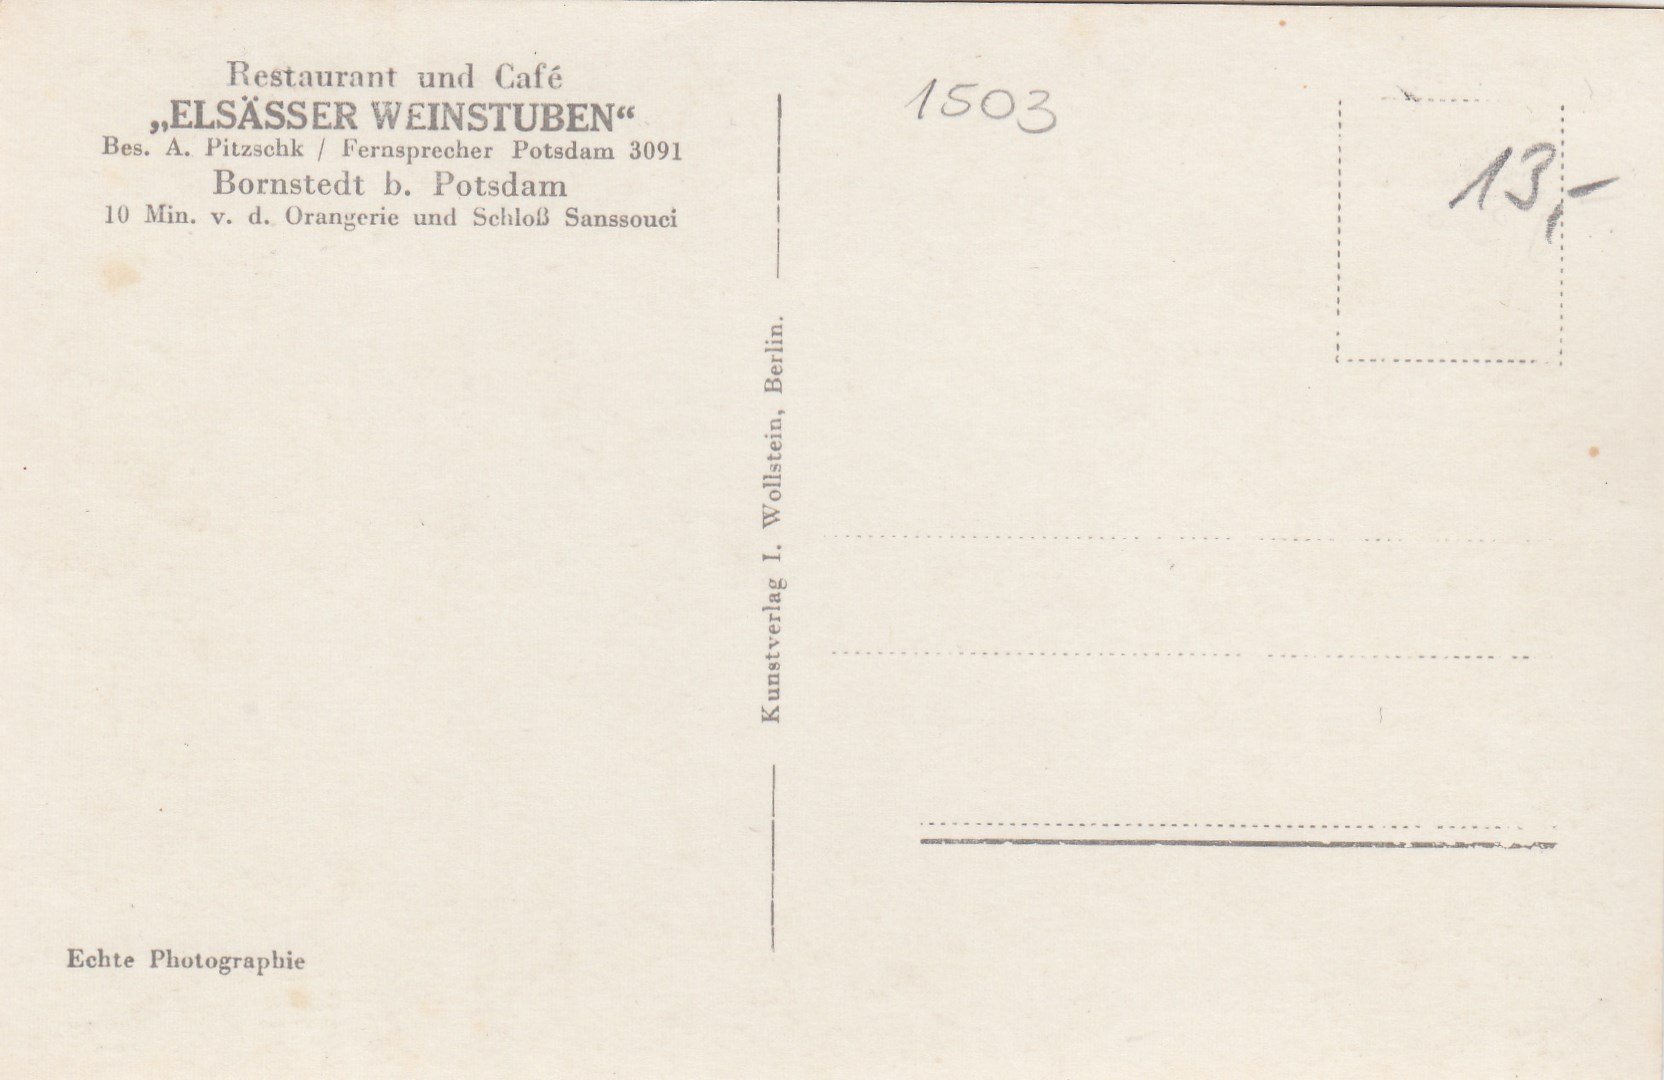 Restaurant und Café
„ELSÄSSER WEINSTUBEN“
Bes. A. Pitzschk / Fernsprecher Potsdam 3091
Bornstedt b. Potsdam
10 Min. v. d. Orangerie und Schloß Sanssouci
Echte Photographie
Kunstverlag I. Wollstein, Berlin.
1503
13,-